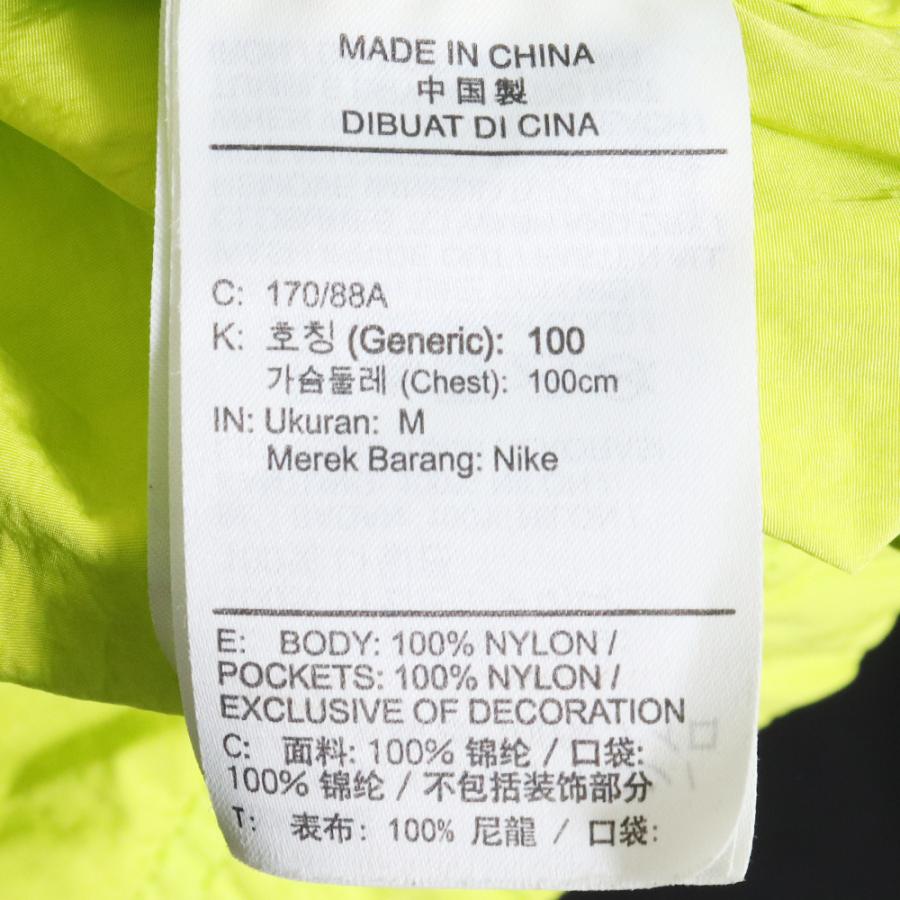 MADE IN CHINA
中国製
DIBUAT DI CINA
C: 170/88A
K: 호칭 (Generic): 100
가슴둘레 (Chest): 100cm
IN: Ukuran: M
Merek Barang: Nike
E: BODY: 100% NYLON /
POCKETS: 100% NYLON /
EXCLUSIVE OF DECORATION
C: 面料: 100% 锦纶 / 口袋:
100% 锦纶 / 不包括装饰部分
T: 表布: 100% 尼龍 / 口袋: